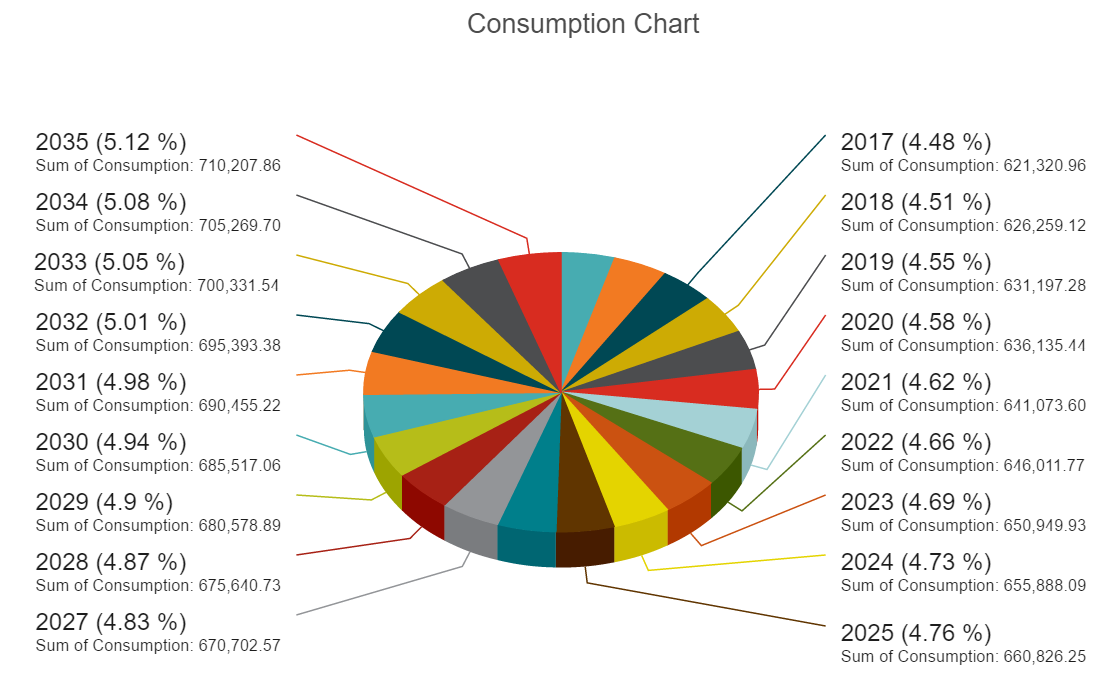 Consumption Chart
2035 (5.12 %)
Sum of Consumption: 710,207.86
2034 (5.08 %)
Sum of Consumption: 705,269.70
2033 (5.05 %)
Sum of Consumption: 700,331.54
2032 (5.01 %)
Sum of Consumption: 695,393.38
2031 (4.98 %)
Sum of Consumption: 690,455.22
2030 (4.94 %)
Sum of Consumption: 685,517.06
2029 (4.9 %)
Sum of Consumption: 680,578.89
2028 (4.87 %)
Sum of Consumption: 675,640.73
2027 (4.83 %)
Sum of Consumption: 670,702.57
2017 (4.48 %)
Sum of Consumption: 621,320.96
2018 (4.51 %)
Sum of Consumption: 626,259.12
2019 (4.55 %)
Sum of Consumption: 631,197.28
2020 (4.58 %)
Sum of Consumption: 636,135.44
2021 (4.62 %)
Sum of Consumption: 641,073.60
2022 (4.66 %)
Sum of Consumption: 646,011.77
2023 (4.69 %)
Sum of Consumption: 650,949.93
2024 (4.73 %)
Sum of Consumption: 655,888.09
2025 (4.76 %)
Sum of Consumption: 660,826.25